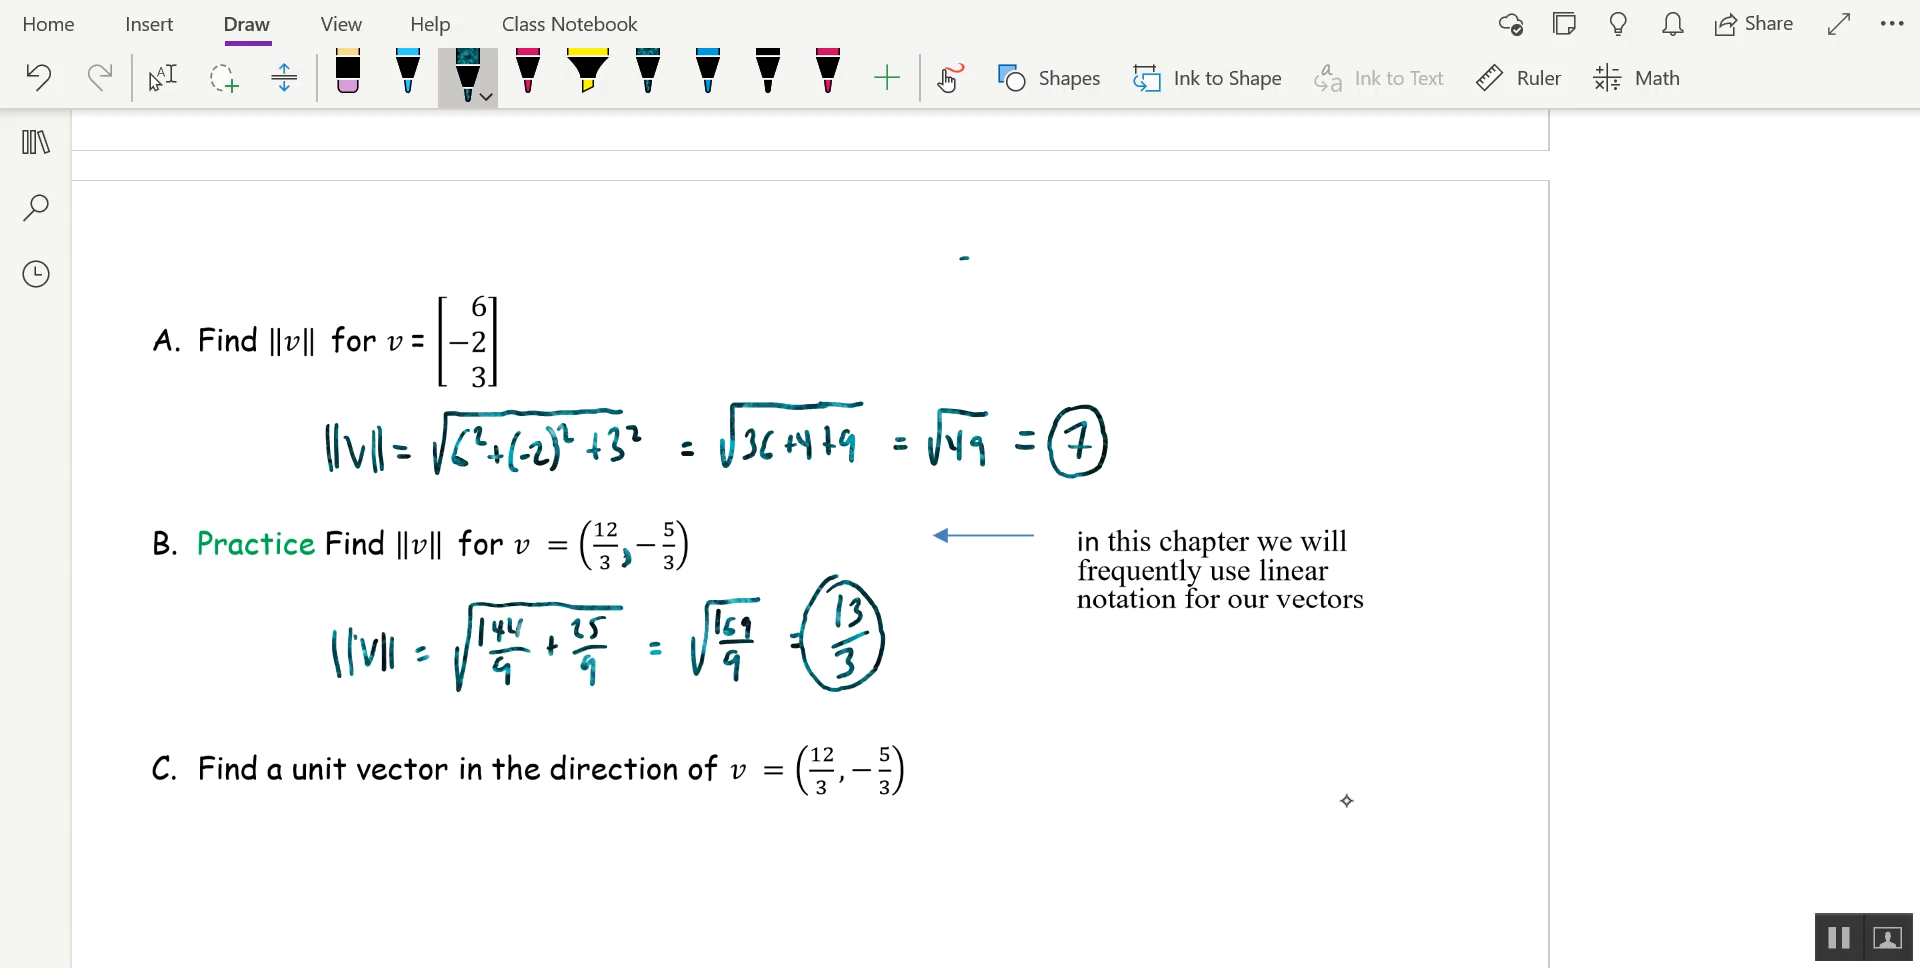 Home Insert Draw View Help Class Notebook Share
Shapes Ink to Shape Ink to Text Ruler Math
A. Find ‖v‖ for v = [6 −2 3]
||v|| = √(6² + (-2)² + 3²) = √(36 + 4 + 9) = √49 = 7
B. Practice Find ‖v‖ for v = (12/3, −5/3)
in this chapter we will
frequently use linear
notation for our vectors
||v|| = √(144/9 + 25/9) = √(169/9) = 13/3
C. Find a unit vector in the direction of v = (12/3, −5/3)